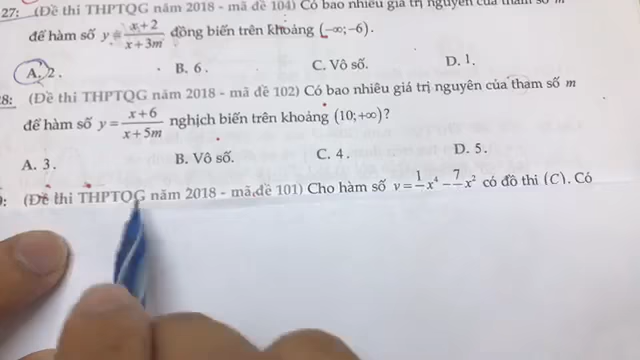 27: (Đề thi THPTQG năm 2018 - mã đề 104) Có bao nhiêu giá trị nguyên của tham số m
để hàm số y = x+2 / x+3m đồng biến trên khoảng (-∞;-6).
A. 2. B. 6. C. Vô số. D. 1.
28: (Đề thi THPTQG năm 2018 - mã đề 102) Có bao nhiêu giá trị nguyên của tham số m
để hàm số y = x+6 / x+5m nghịch biến trên khoảng (10;+∞)?
A. 3. B. Vô số. C. 4. D. 5.
(Đề thi THPTQG năm 2018 - mã đề 101) Cho hàm số y = 1/ x⁴ - 7/ x² có đồ thị (C). Có